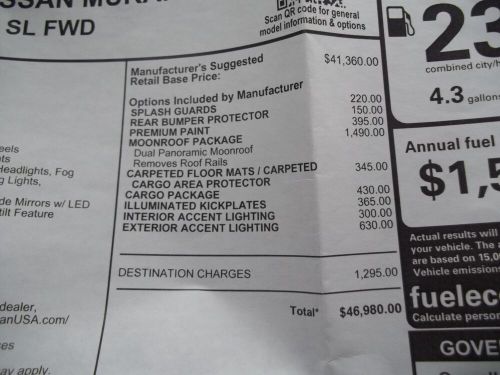 SL FWD
Scan QR code for general
model information & options
Manufacturer's Suggested
Retail Base Price: $41,360.00
Options Included by Manufacturer
SPLASH GUARDS 220.00
REAR BUMPER PROTECTOR 150.00
PREMIUM PAINT 395.00
MOONROOF PACKAGE 1,490.00
Dual Panoramic Moonroof
Removes Roof Rails
CARPETED FLOOR MATS / CARPETED 345.00
CARGO AREA PROTECTOR
CARGO PACKAGE 430.00
ILLUMINATED KICKPLATES 365.00
INTERIOR ACCENT LIGHTING 300.00
EXTERIOR ACCENT LIGHTING 630.00
DESTINATION CHARGES 1,295.00
Total* $46,980.00
Headlights, Fog
Lights,
Mirrors w/ LED
Tilt Feature
dealer,
may apply.
23
combined city/h
4.3 gallons
Annual fuel
$1,5
Actual results will
your vehicle. The a
are based on 15,0
Vehicle emission
fuelec
Calculate person
GOVE